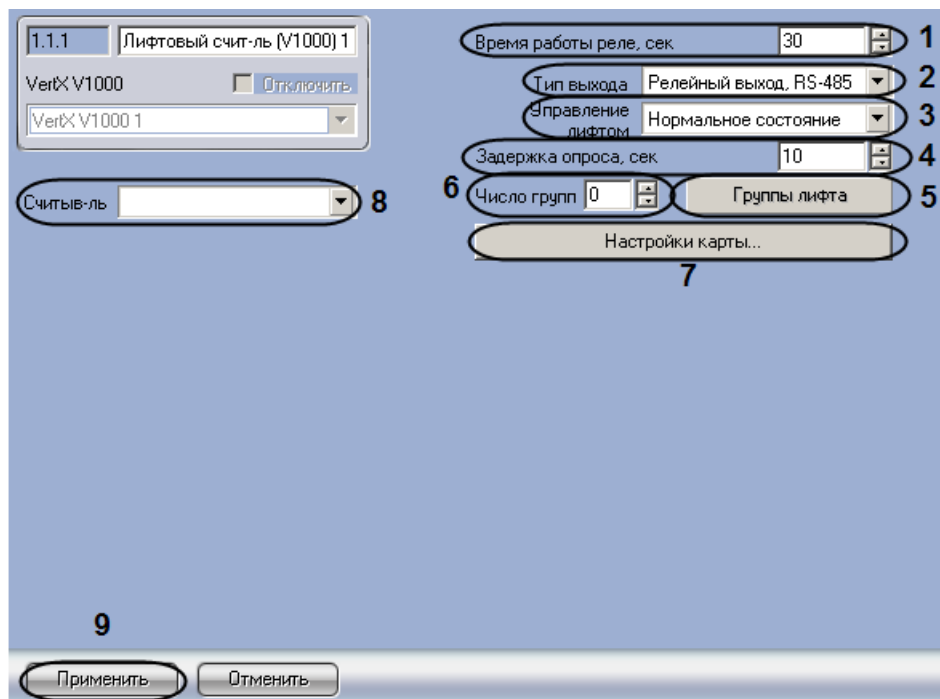 1.1.1 Лифтовый счит-ль (V1000) 1
VertX V1000 Отключить
VertX V1000 1
Считыв-ль 8
Время работы реле, сек 30 1
Тип выхода Релейный выход, RS-485 2
Управление лифтом Нормальное состояние 3
Задержка опроса, сек 10 4
6 Число групп 0 Группы лифта 5
Настройки карты...
7
9
Применить Отменить